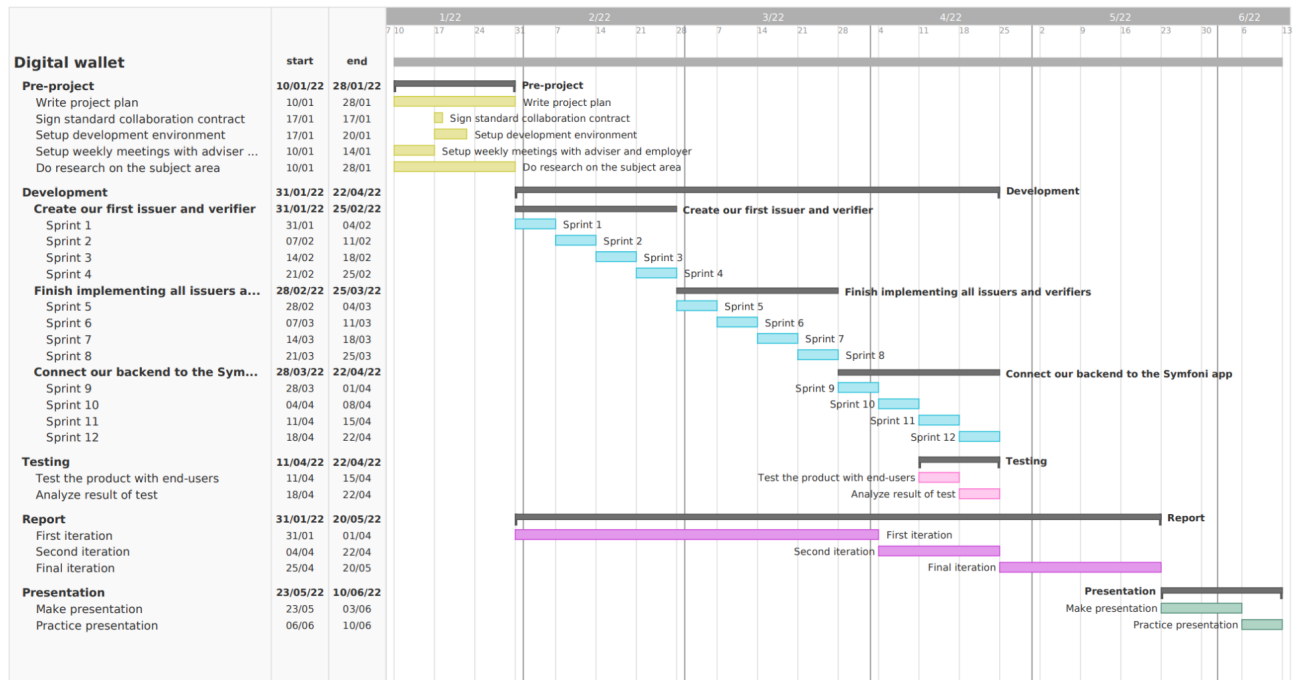 1/22 2/22 3/22 4/22 5/22 6/22
7 10 17 24 31 7 14 21 28 7 14 21 28 4 11 18 25 2 9 16 23 30 6 13
Digital wallet start end
Pre-project 10/01/22 28/01/22 Pre-project
Write project plan 10/01 28/01 Write project plan
Sign standard collaboration contract 17/01 17/01 Sign standard collaboration contract
Setup development environment 17/01 20/01 Setup development environment
Setup weekly meetings with adviser ... 10/01 14/01 Setup weekly meetings with adviser and employer
Do research on the subject area 10/01 28/01 Do research on the subject area
Development 31/01/22 22/04/22 Development
Create our first issuer and verifier 31/01/22 25/02/22 Create our first issuer and verifier
Sprint 1 31/01 04/02 Sprint 1
Sprint 2 07/02 11/02 Sprint 2
Sprint 3 14/02 18/02 Sprint 3
Sprint 4 21/02 25/02 Sprint 4
Finish implementing all issuers a... 28/02/22 25/03/22 Finish implementing all issuers and verifiers
Sprint 5 28/02 04/03 Sprint 5
Sprint 6 07/03 11/03 Sprint 6
Sprint 7 14/03 18/03 Sprint 7
Sprint 8 21/03 25/03 Sprint 8
Connect our backend to the Sym... 28/03/22 22/04/22 Connect our backend to the Symfoni app
Sprint 9 28/03 01/04 Sprint 9
Sprint 10 04/04 08/04 Sprint 10
Sprint 11 11/04 15/04 Sprint 11
Sprint 12 18/04 22/04 Sprint 12
Testing 11/04/22 22/04/22 Testing
Test the product with end-users 11/04 15/04 Test the product with end-users
Analyze result of test 18/04 22/04 Analyze result of test
Report 31/01/22 20/05/22 Report
First iteration 31/01 01/04 First iteration
Second iteration 04/04 22/04 Second iteration
Final iteration 25/04 20/05 Final iteration
Presentation 23/05/22 10/06/22 Presentation
Make presentation 23/05 03/06 Make presentation
Practice presentation 06/06 10/06 Practice presentation